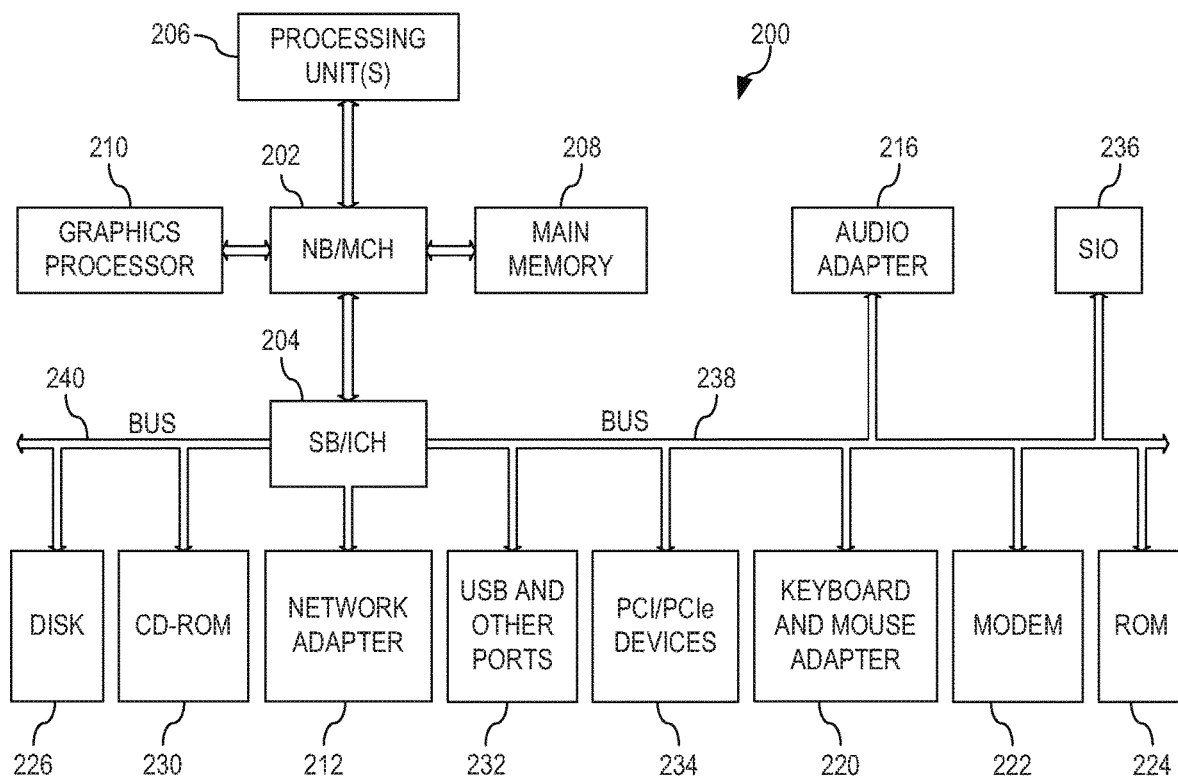 206
PROCESSING
UNIT(S)
200
210
202
208
216
236
GRAPHICS
PROCESSOR
NB/MCH
MAIN
MEMORY
AUDIO
ADAPTER
SIO
204
240
238
BUS
BUS
SB/ICH
DISK
CD-ROM
NETWORK
ADAPTER
USB AND
OTHER
PORTS
PCI/PCIe
DEVICES
KEYBOARD
AND MOUSE
ADAPTER
MODEM
ROM
226
230
212
232
234
220
222
224